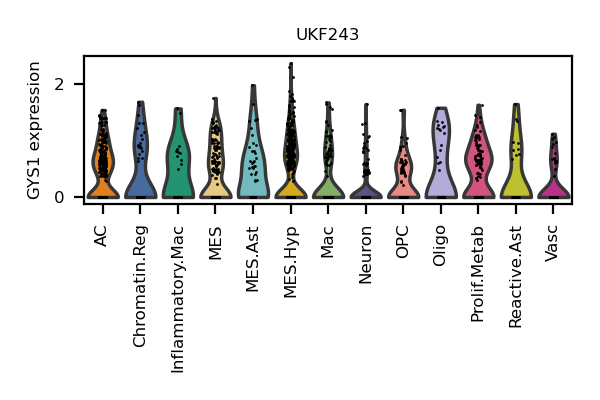 UKF243
GYS1 expression
2
0
AC
Chromatin.Reg
Inflammatory.Mac
MES
MES.Ast
MES.Hyp
Mac
Neuron
OPC
Oligo
Prolif.Metab
Reactive.Ast
Vasc